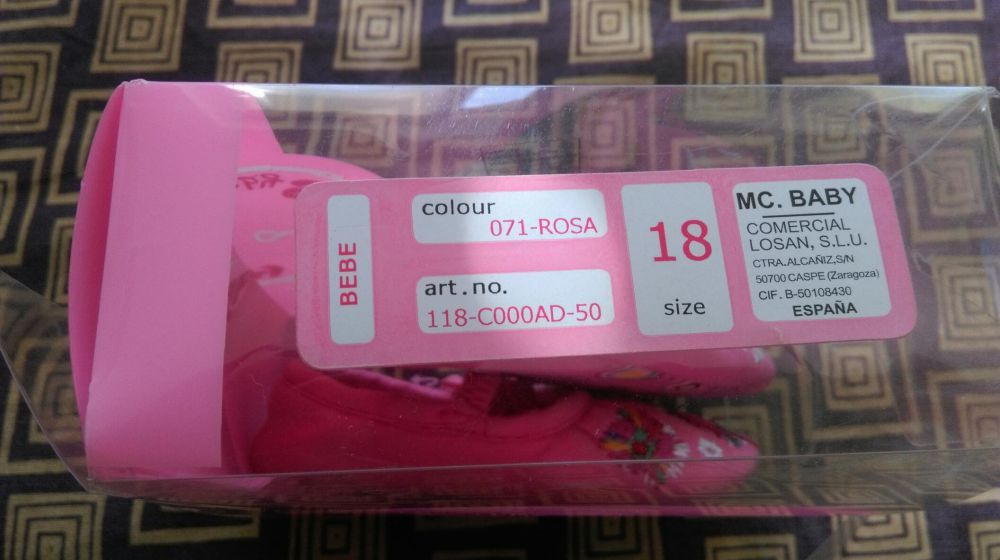 BEBE
colour
071-ROSA
art.no.
118-C000AD-50
18
size
MC. BABY
COMERCIAL
LOSAN, S.L.U.
CTRA.ALCAÑIZ,S/N
50700 CASPE (Zaragoza)
CIF. B-50108430
ESPAÑA